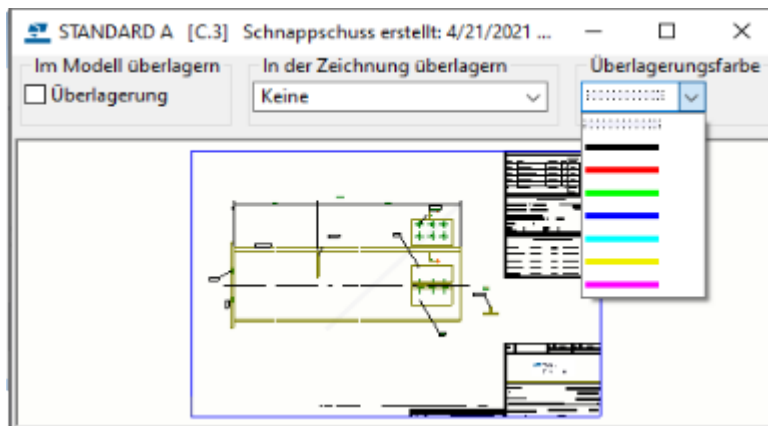 STANDARD A [C.3] Schnappschuss erstellt: 4/21/2021 ...
Im Modell überlagern
In der Zeichnung überlagern
Überlagerungsfarbe
Überlagerung
Keine